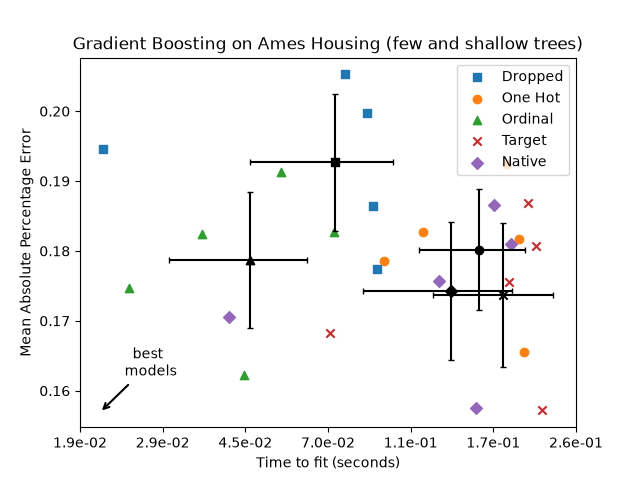 Gradient Boosting on Ames Housing (few and shallow trees)
Mean Absolute Percentage Error
0.20
0.19
0.18
0.17
0.16
Dropped
One Hot
Ordinal
Target
Native
best
models
1.9e-02
2.9e-02
4.5e-02
7.0e-02
1.1e-01
1.7e-01
2.6e-01
Time to fit (seconds)